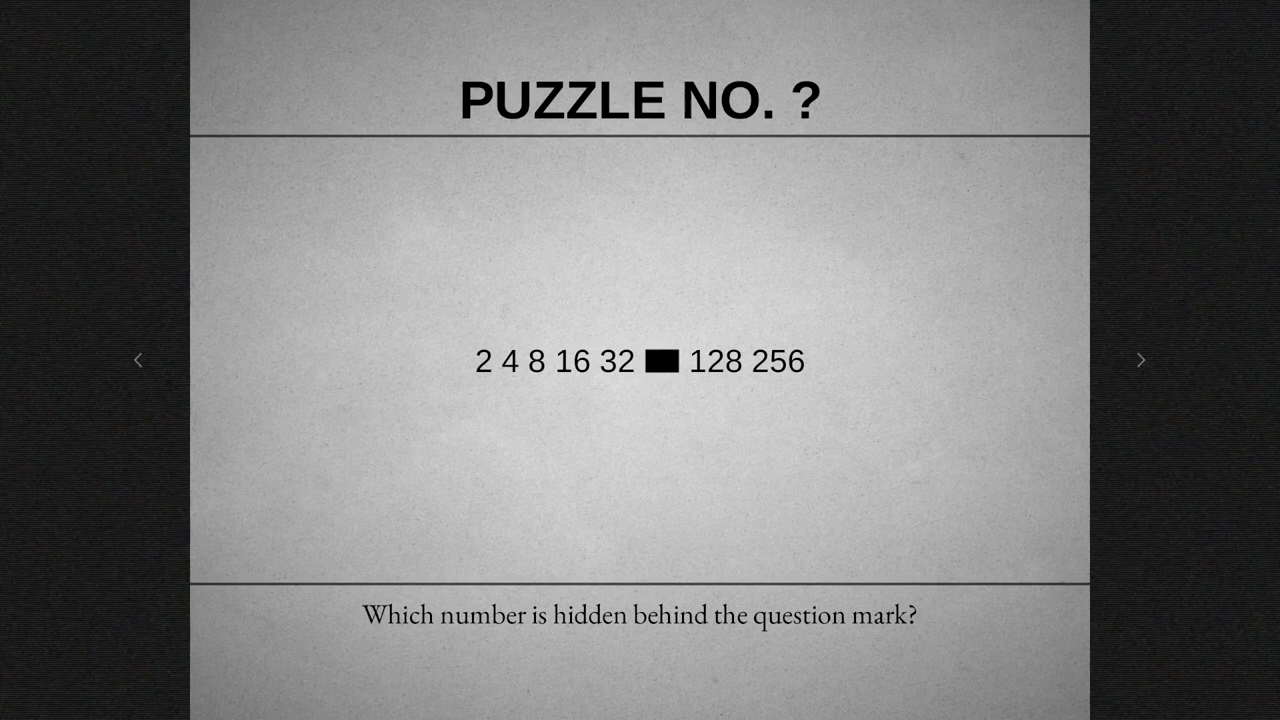 PUZZLE NO. ?
2 4 8 16 32 128 256
Which number is hidden behind the question mark?